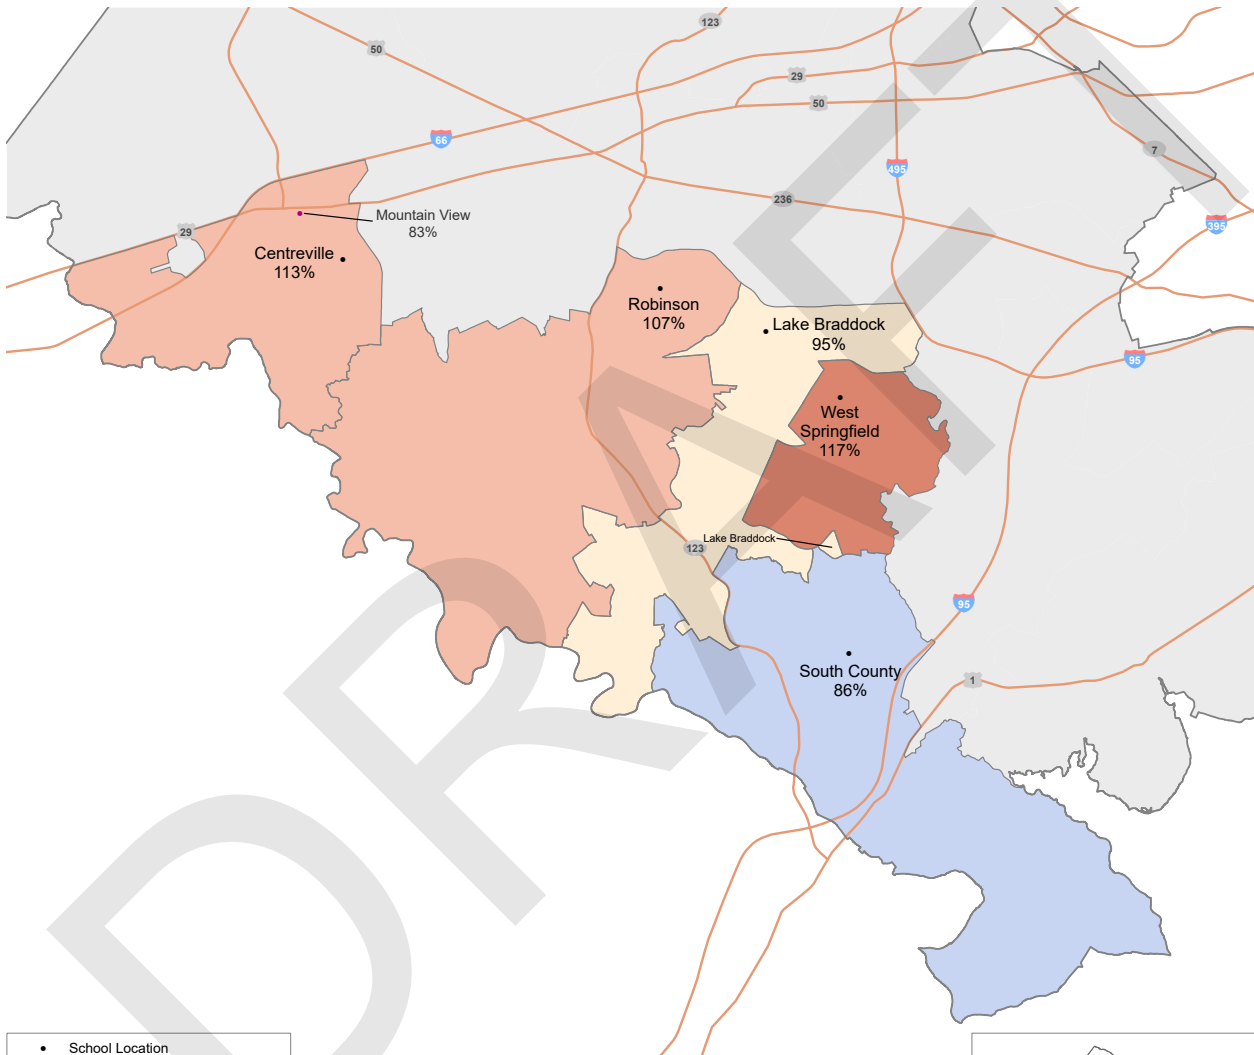 123
50
29
50
66
7
495
236
395
Mountain View
83%
29
Centreville
113%
Robinson
107%
Lake Braddock
95%
95
West
Springfield
117%
Lake Braddock
123
95
South County
86%
1
DRAFT
School Location